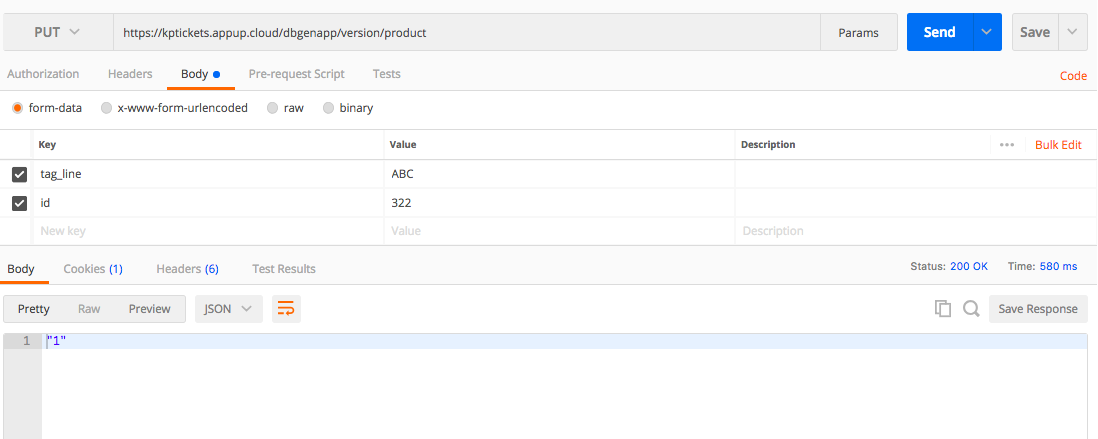 PUT https://kptickets.appup.cloud/dbgenapp/version/product Params Send Save
Authorization Headers Body Pre-request Script Tests Code
form-data x-www-form-urlencoded raw binary
Key Value Description ••• Bulk Edit
tag_line ABC
id 322
New key Value Description
Body Cookies (1) Headers (6) Test Results Status: 200 OK Time: 580 ms
Pretty Raw Preview JSON Save Response
1 "1"